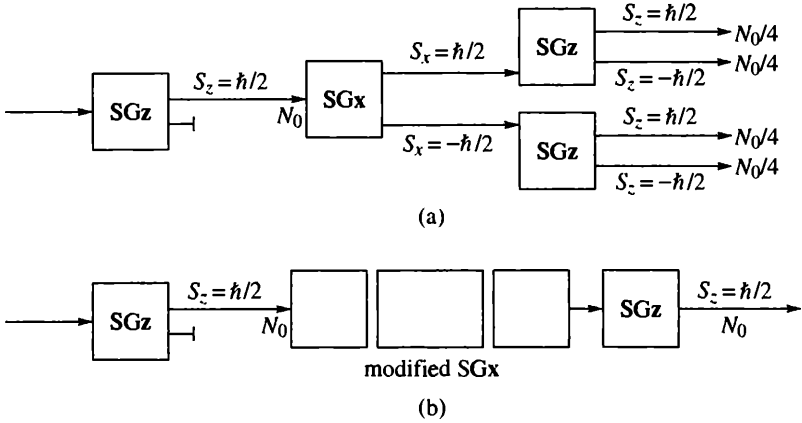 S_z = ħ/2
N_0/4
S_x = ħ/2
SGz
S_z = ħ/2
N_0/4
SGz
S_z = −ħ/2
N_0
SGx
S_z = ħ/2
N_0/4
S_x = −ħ/2
SGz
N_0/4
S_z = −ħ/2
(a)
S_z = ħ/2
S_z = ħ/2
SGz
SGz
N_0
N_0
modified SGx
(b)